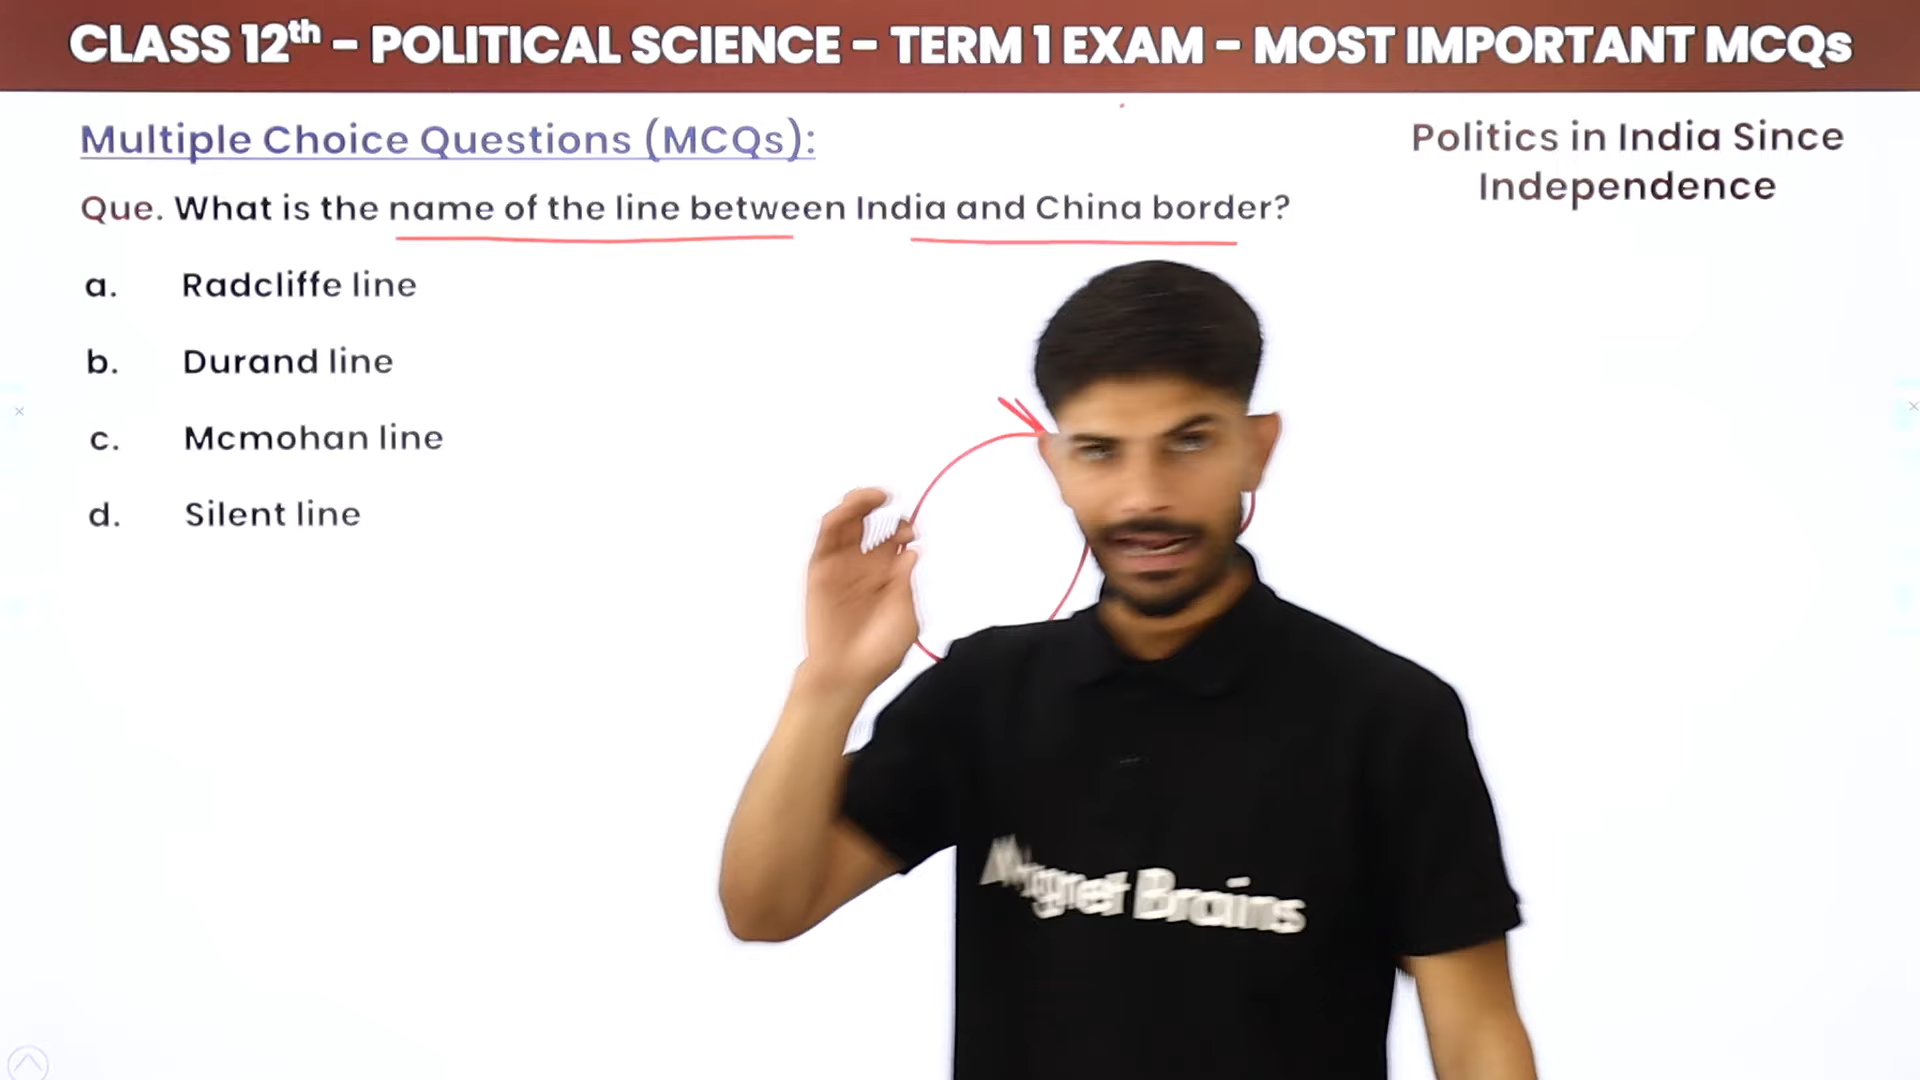 CLASS 12th - POLITICAL SCIENCE - TERM 1 EXAM - MOST IMPORTANT MCQs
Multiple Choice Questions (MCQs):
Politics in India Since
Independence
Que. What is the name of the line between India and China border?
a. Radcliffe line
b. Durand line
c. Mcmohan line
d. Silent line
Magnet Brains